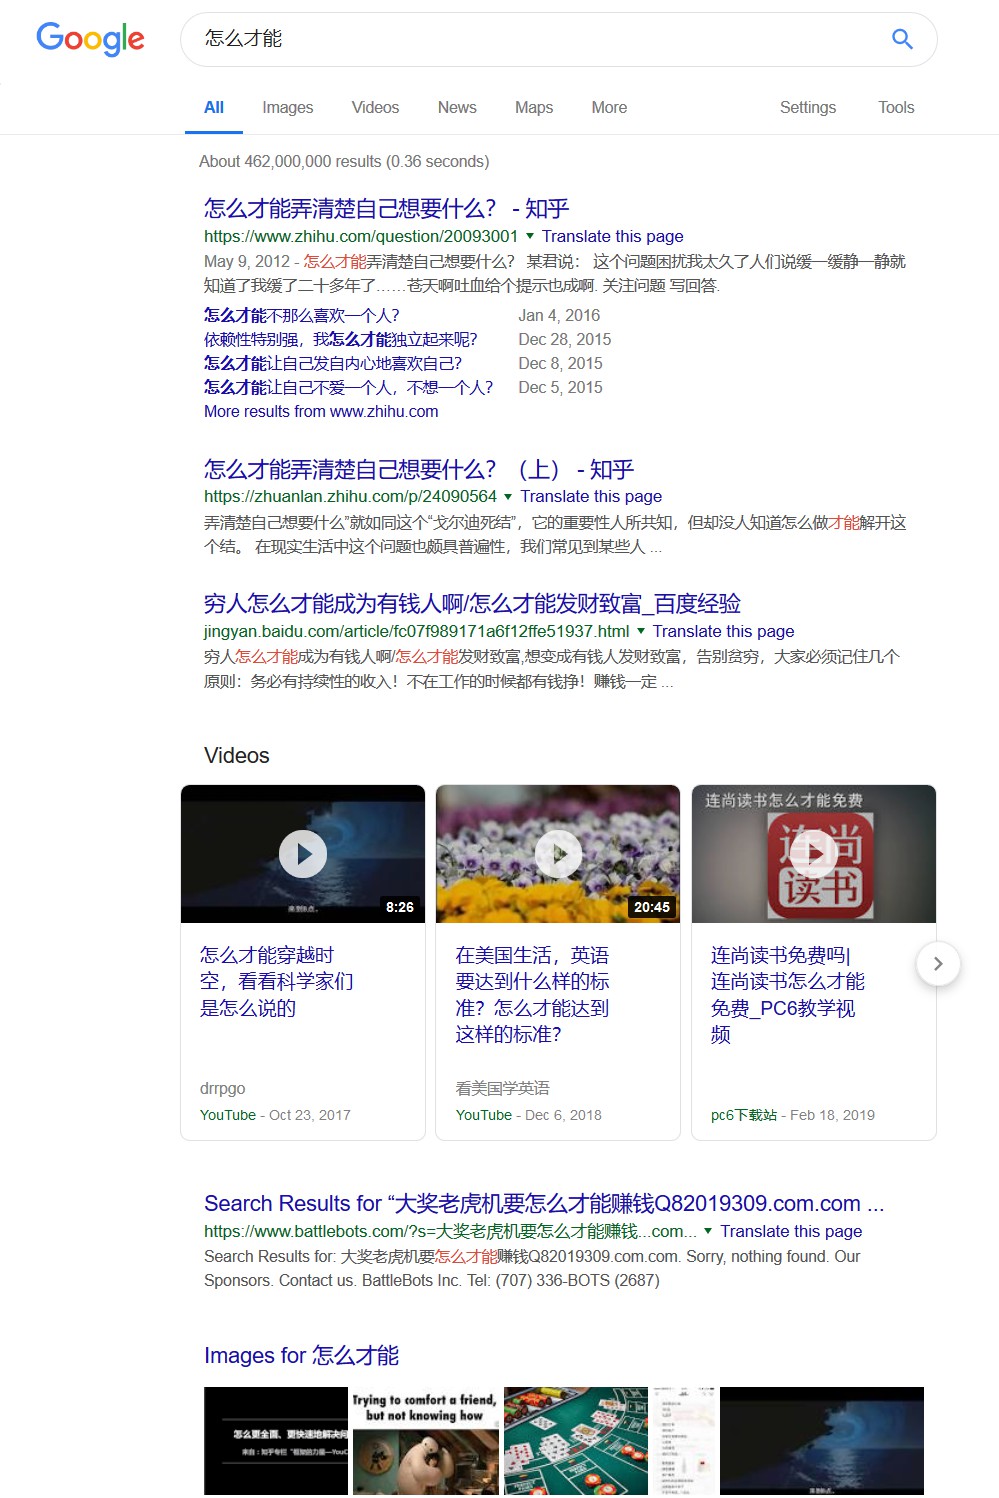 Google
怎么才能
All Images Videos News Maps More Settings Tools
About 462,000,000 results (0.36 seconds)
怎么才能弄清楚自己想要什么? - 知乎
https://www.zhihu.com/question/20093001 ▼ Translate this page
May 9, 2012 - 怎么才能弄清楚自己想要什么? 某君说: 这个问题困扰我太久了人们说缓一缓静一静就
知道了我缓了二十多年了……苍天啊吐血给个提示也成啊. 关注问题 写回答.
怎么才能不那么喜欢一个人? Jan 4, 2016
依赖性特别强，我怎么才能独立起来呢? Dec 28, 2015
怎么才能让自己发自内心地喜欢自己? Dec 8, 2015
怎么才能让自己不爱一个人，不想一个人? Dec 5, 2015
More results from www.zhihu.com
怎么才能弄清楚自己想要什么? （上） - 知乎
https://zhuanlan.zhihu.com/p/24090564 ▼ Translate this page
弄清楚自己想要什么”就如同这个“戈尔迪死结”，它的重要性人所共知，但却没人知道怎么做才能解开这
个结。 在现实生活中这个问题也颇具普遍性，我们常见到某些人 ...
穷人怎么才能成为有钱人啊/怎么才能发财致富_百度经验
jingyan.baidu.com/article/fc07f989171a6f12ffe51937.html ▼ Translate this page
穷人怎么才能成为有钱人啊/怎么才能发财致富,想变成有钱人发财致富，告别贫穷，大家必须记住几个
原则：务必有持续性的收入！不在工作的时候都有钱挣！赚钱一定 ...
Videos
来到B点。
8:26
20:45
连尚读书怎么才能免费
连尚
读书
怎么才能穿越时
空，看看科学家们
是怎么说的
drrpgo
YouTube - Oct 23, 2017
在美国生活，英语
要达到什么样的标
准？怎么才能达到
这样的标准?
看美国学英语
YouTube - Dec 6, 2018
连尚读书免费吗|
连尚读书怎么才能
免费_PC6教学视
频
pc6下载站 - Feb 18, 2019
Search Results for “大奖老虎机要怎么才能赚钱Q82019309.com.com ...
https://www.battlebots.com/?s=大奖老虎机要怎么才能赚钱...com... ▼ Translate this page
Search Results for: 大奖老虎机要怎么才能赚钱Q82019309.com.com. Sorry, nothing found. Our
Sponsors. Contact us. BattleBots Inc. Tel: (707) 336-BOTS (2687)
Images for 怎么才能
怎么更全面、更快速地解决问
Trying to comfort a friend,
but not knowing how
来到B点。